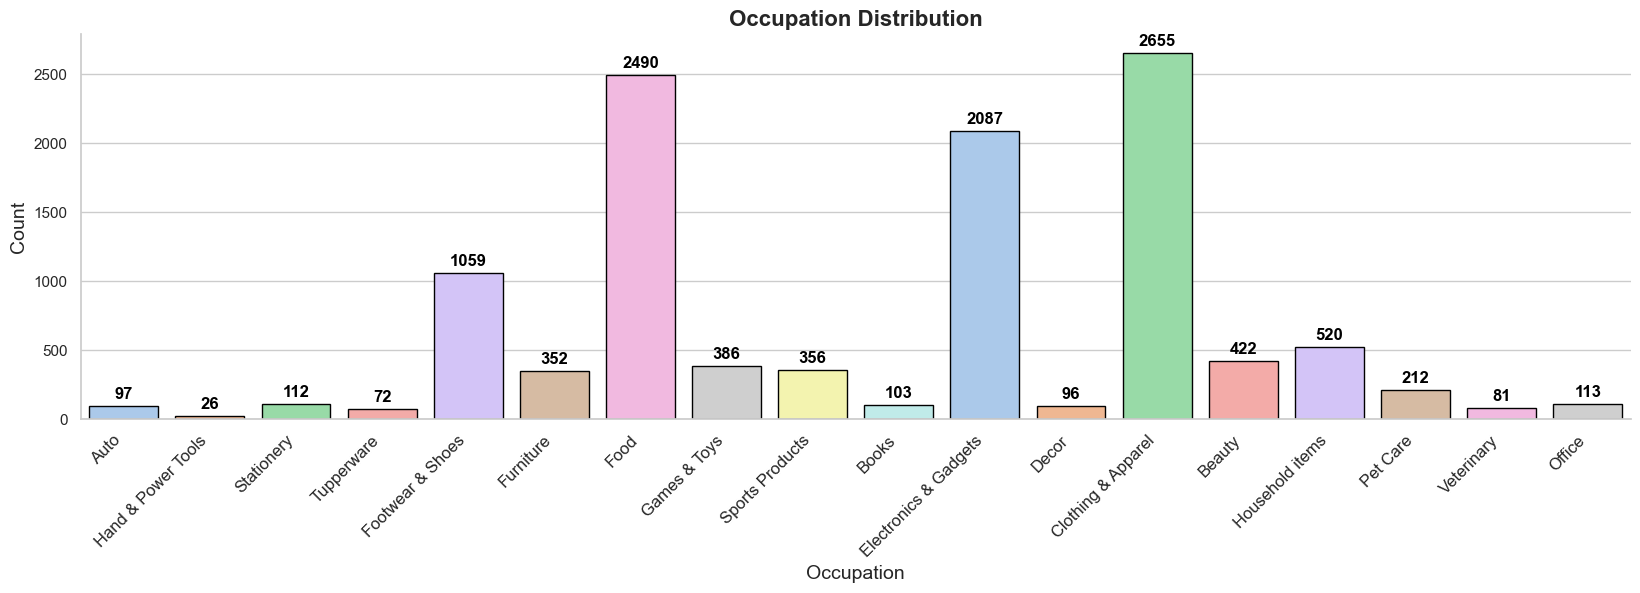 Occupation Distribution
Count
2500
2000
1500
1000
500
0
97
26
112
72
1059
352
2490
386
356
103
2087
96
2655
422
520
212
81
113
Auto
Hand & Power Tools
Stationery
Tupperware
Footwear & Shoes
Furniture
Food
Games & Toys
Sports Products
Books
Electronics & Gadgets
Decor
Clothing & Apparel
Beauty
Household items
Pet Care
Veterinary
Office
Occupation